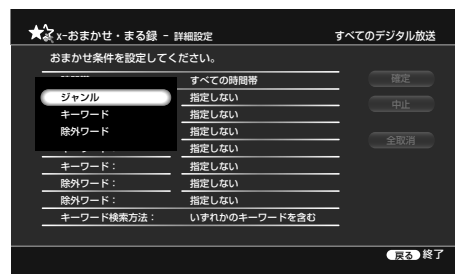 x-おまかせ・まる録 - 詳細設定 すべてのデジタル放送
おまかせ条件を設定してください。
すべての時間帯 確定
ジャンル 指定しない
キーワード 指定しない 中止
除外ワード 指定しない
指定しない 全取消
キーワード： 指定しない
除外ワード： 指定しない
除外ワード： 指定しない
キーワード検索方法： いずれかのキーワードを含む
戻る 終了